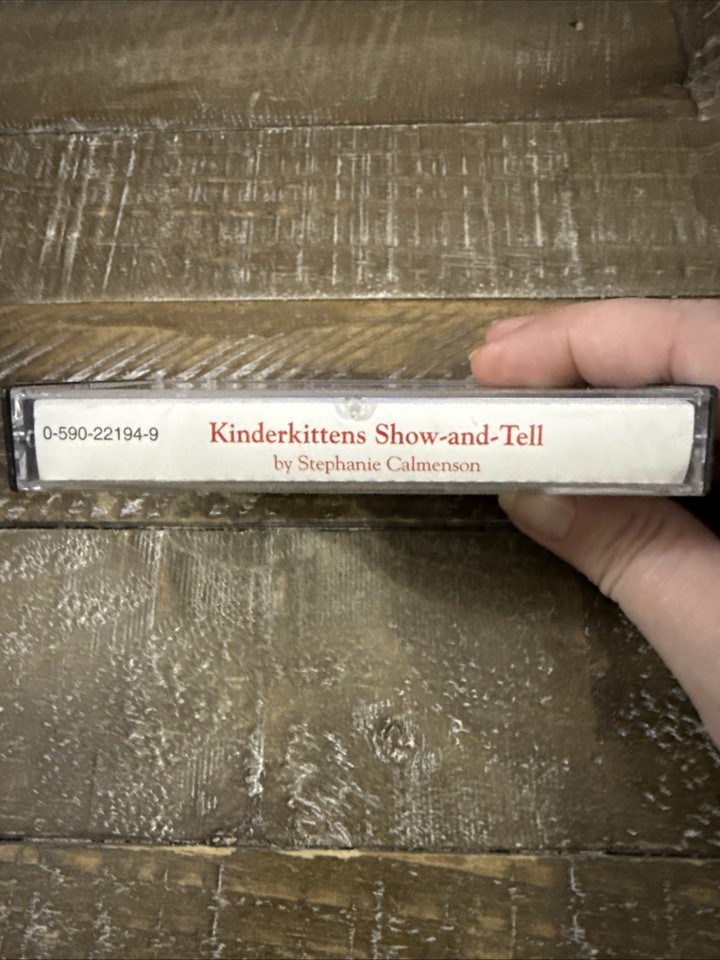 0-590-22194-9
Kinderkittens Show-and-Tell
by Stephanie Calmenson